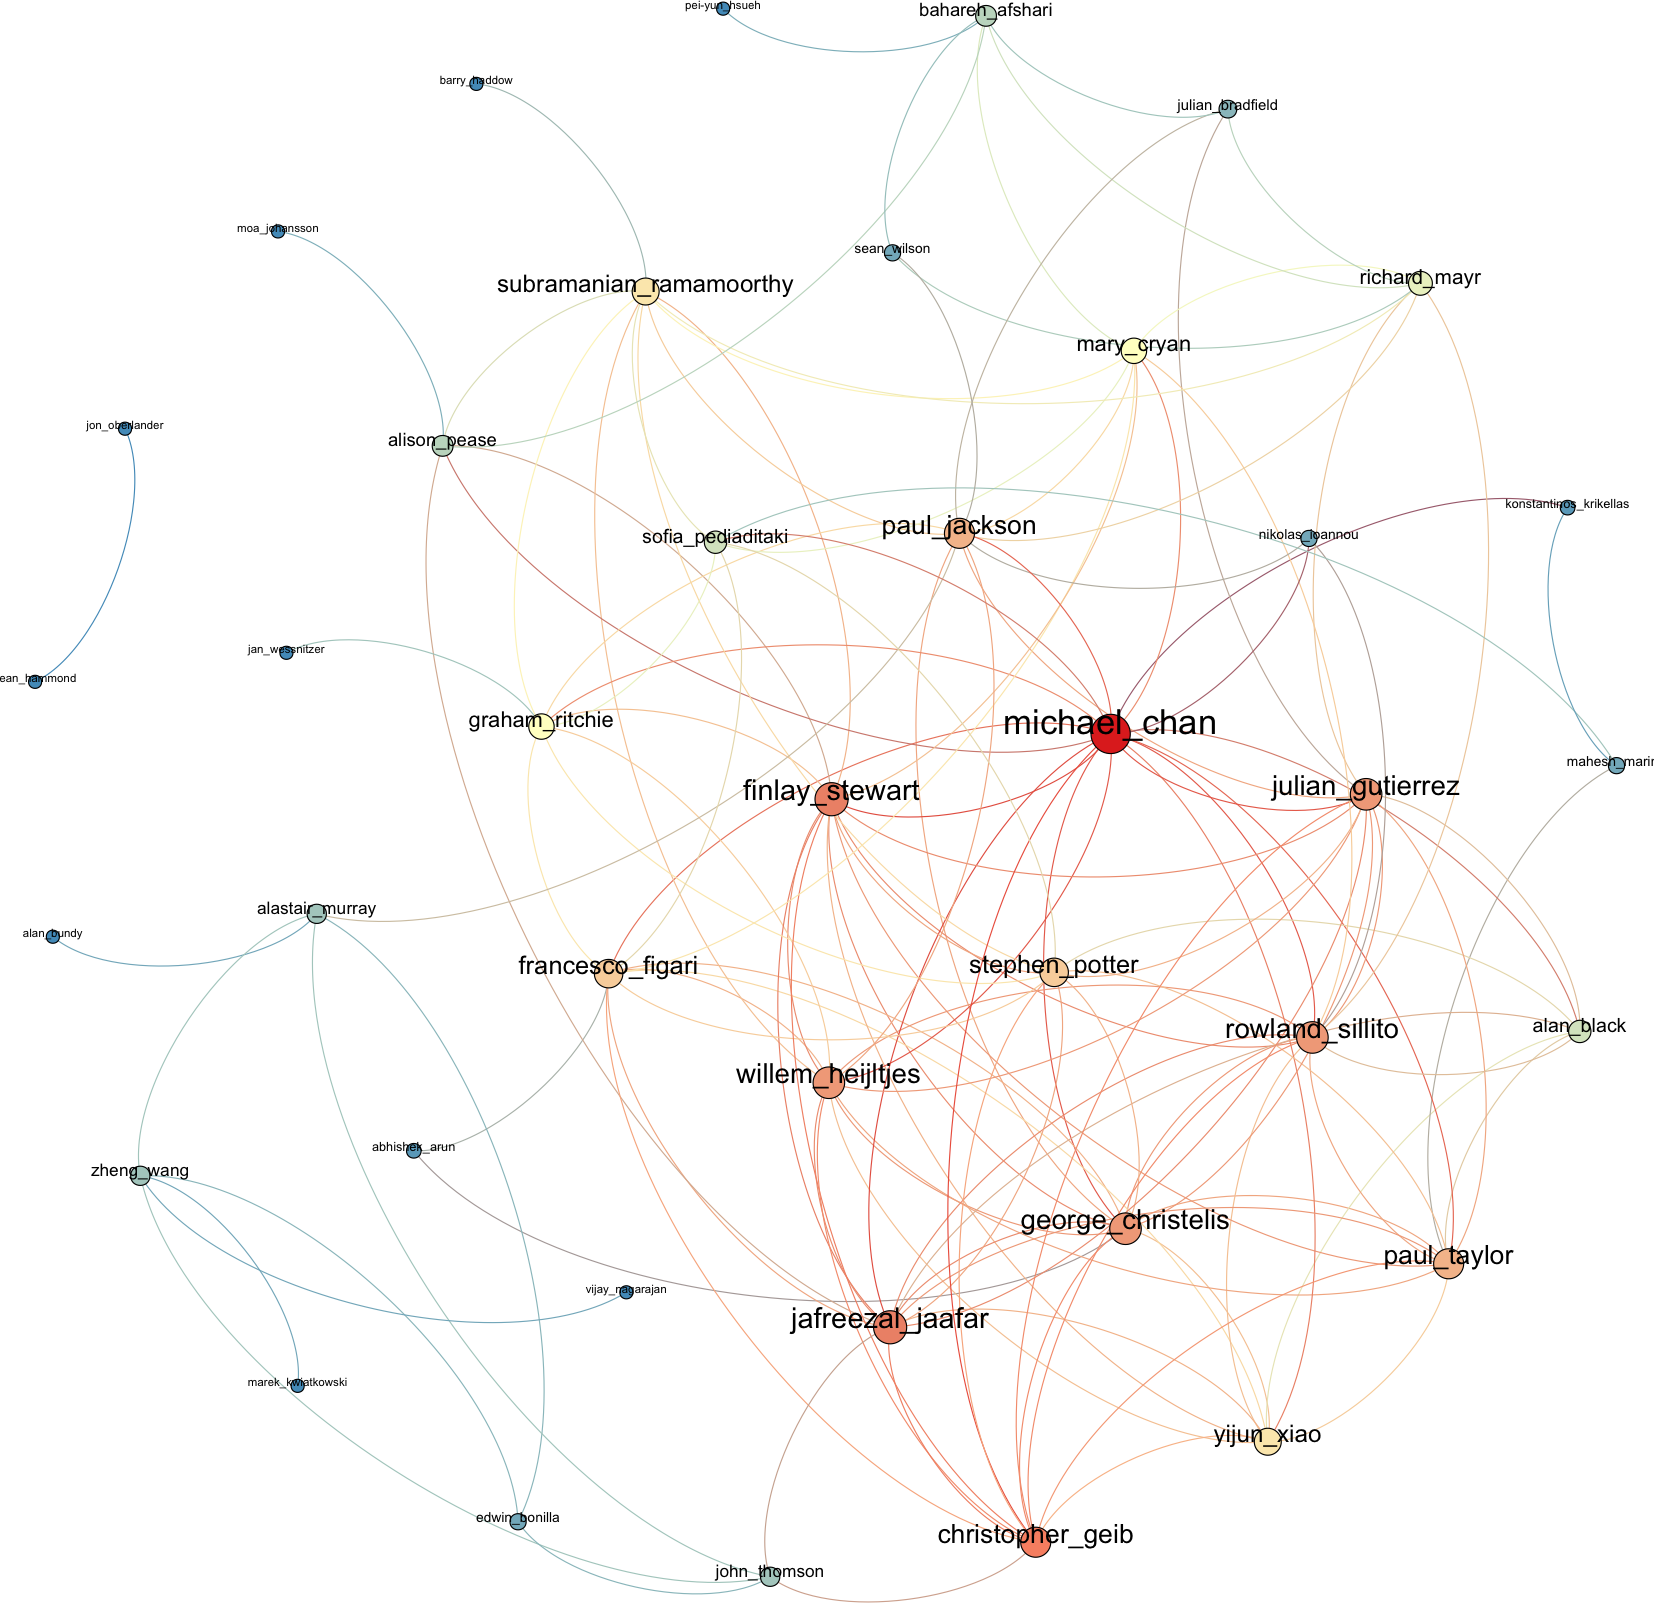 pei-yun_hsueh
bahareh_afshari
barry_haddow
julian_bradfield
moa_johansson
sean_wilson
subramanian_ramamoorthy
richard_mayr
mary_cryan
jon_oberlander
alison_pease
konstantinos_krikellas
paul_jackson
nikolas_ioannou
sofia_pediaditaki
jan_wessnitzer
ean_hammond
graham_ritchie
michael_chan
mahesh_marin
julian_gutierrez
finlay_stewart
alastair_murray
alan_bundy
francesco_figari
stephen_potter
alan_black
rowland_sillito
willem_heijltjes
abhishek_arun
zheng_wang
george_christelis
paul_taylor
vijay_nagarajan
jafreezal_jaafar
marek_kwiatkowski
yijun_xiao
edwin_bonilla
christopher_geib
john_thomson